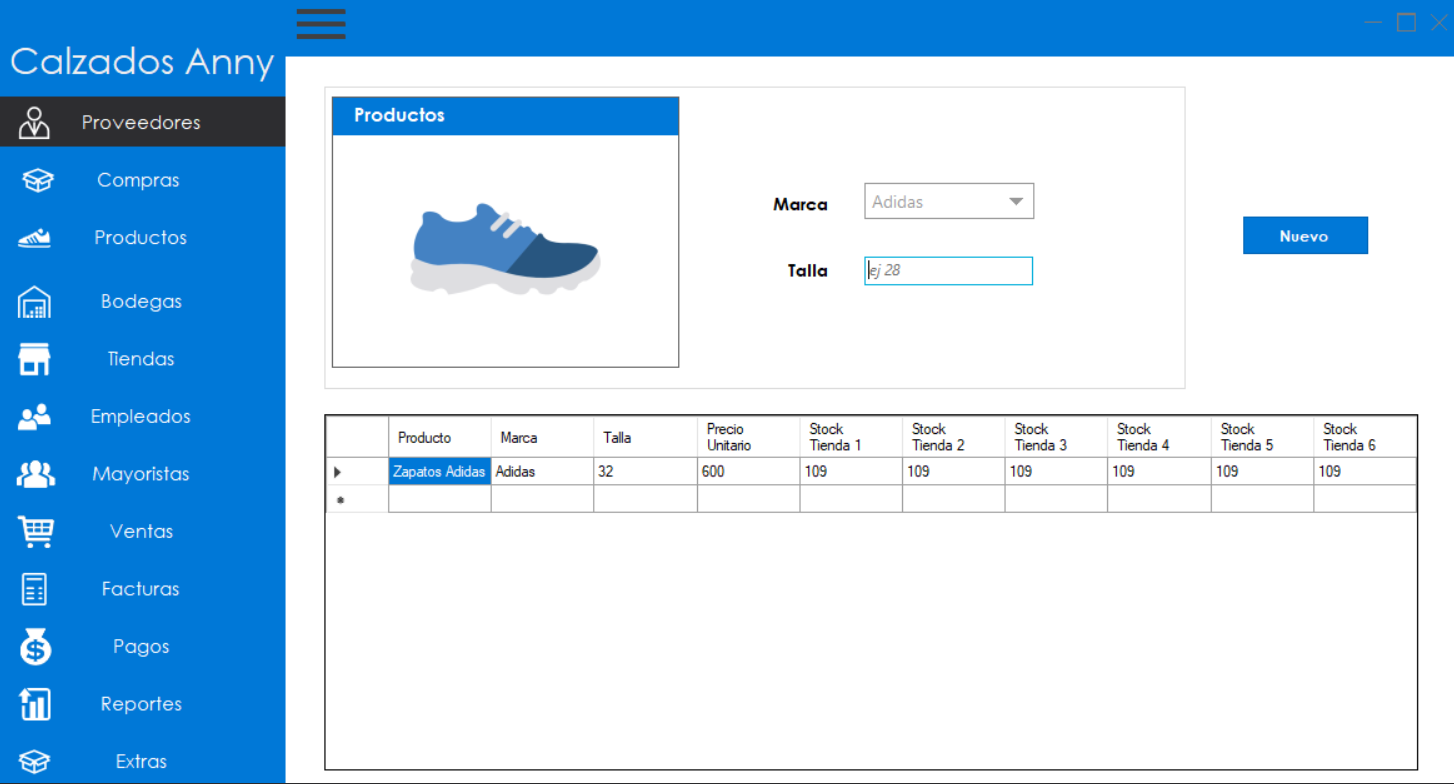 Calzados Anny
Proveedores
Compras
Productos
Bodegas
Tiendas
Empleados
Mayoristas
Ventas
Facturas
Pagos
Reportes
Extras
Productos
Marca Adidas
Talla ej 28
Nuevo
Producto Marca Talla Precio Unitario Stock Tienda 1 Stock Tienda 2 Stock Tienda 3 Stock Tienda 4 Stock Tienda 5 Stock Tienda 6
Zapatos Adidas Adidas 32 600 109 109 109 109 109 109